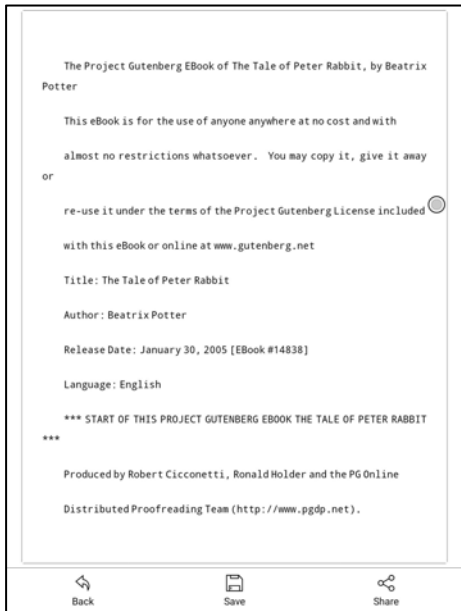 The Project Gutenberg EBook of The Tale of Peter Rabbit, by Beatrix
Potter
This eBook is for the use of anyone anywhere at no cost and with
almost no restrictions whatsoever.  You may copy it, give it away
or
re-use it under the terms of the Project Gutenberg License included
with this eBook or online at www.gutenberg.net
Title: The Tale of Peter Rabbit
Author: Beatrix Potter
Release Date: January 30, 2005 [EBook #14838]
Language: English
*** START OF THIS PROJECT GUTENBERG EBOOK THE TALE OF PETER RABBIT
***
Produced by Robert Cicconetti, Ronald Holder and the PG Online
Distributed Proofreading Team (http://www.pgdp.net).
Back Save Share